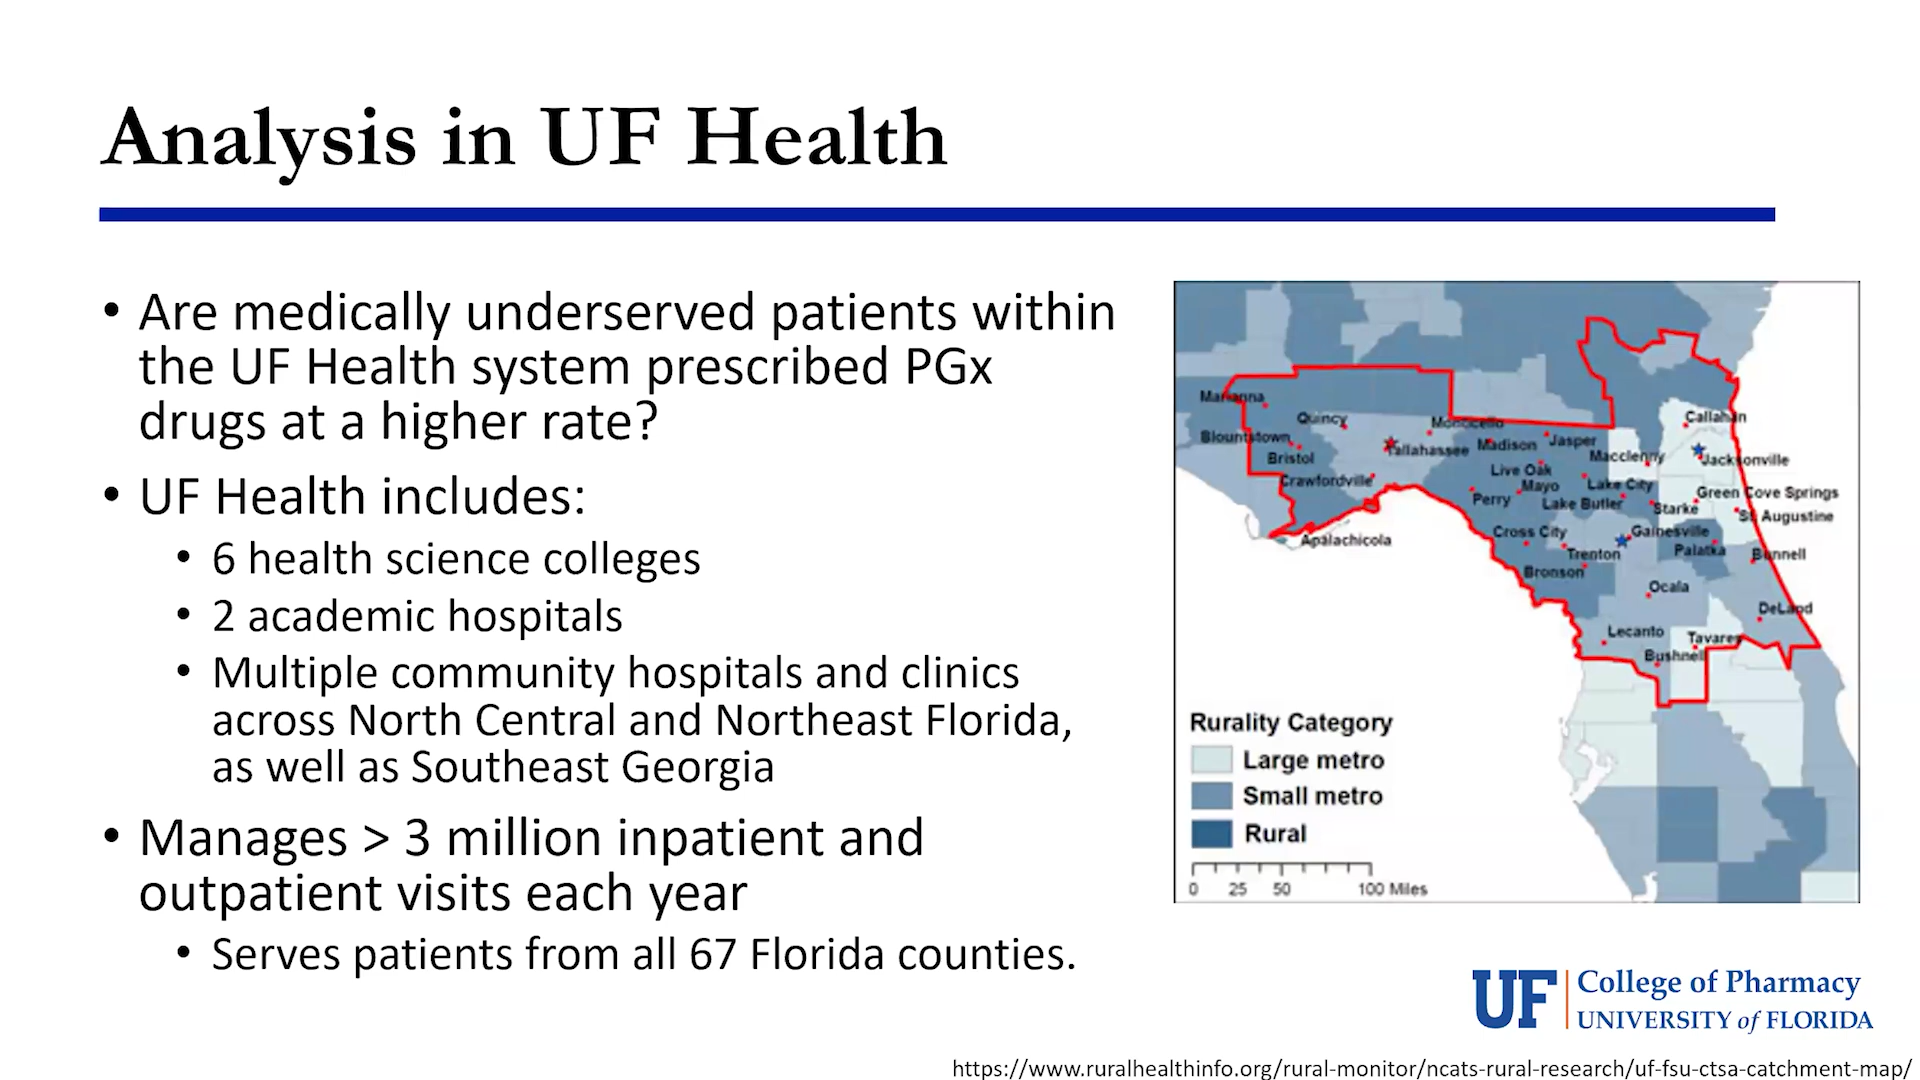 Analysis in UF Health
• Are medically underserved patients within
the UF Health system prescribed PGx
drugs at a higher rate?
• UF Health includes:
• 6 health science colleges
• 2 academic hospitals
• Multiple community hospitals and clinics
across North Central and Northeast Florida,
as well as Southeast Georgia
• Manages > 3 million inpatient and
outpatient visits each year
• Serves patients from all 67 Florida counties.
Marianna
Quincy
Monticello
Callahan
Blountstown
Tallahassee
Madison
Jasper
Bristol
Macclenny
Jacksonville
Live Oak
Crawfordville
Mayo
Lake City
Perry
Lake Butler
Green Cove Springs
Starke
St. Augustine
Cross City
Gainesville
Apalachicola
Trenton
Palatka
Bunnell
Bronson
Ocala
DeLand
Lecanto
Tavares
Bushnell
Rurality Category
Large metro
Small metro
Rural
0 25 50 100 Miles
UF College of Pharmacy
UNIVERSITY of FLORIDA
https://www.ruralhealthinfo.org/rural-monitor/ncats-rural-research/uf-fsu-ctsa-catchment-map/